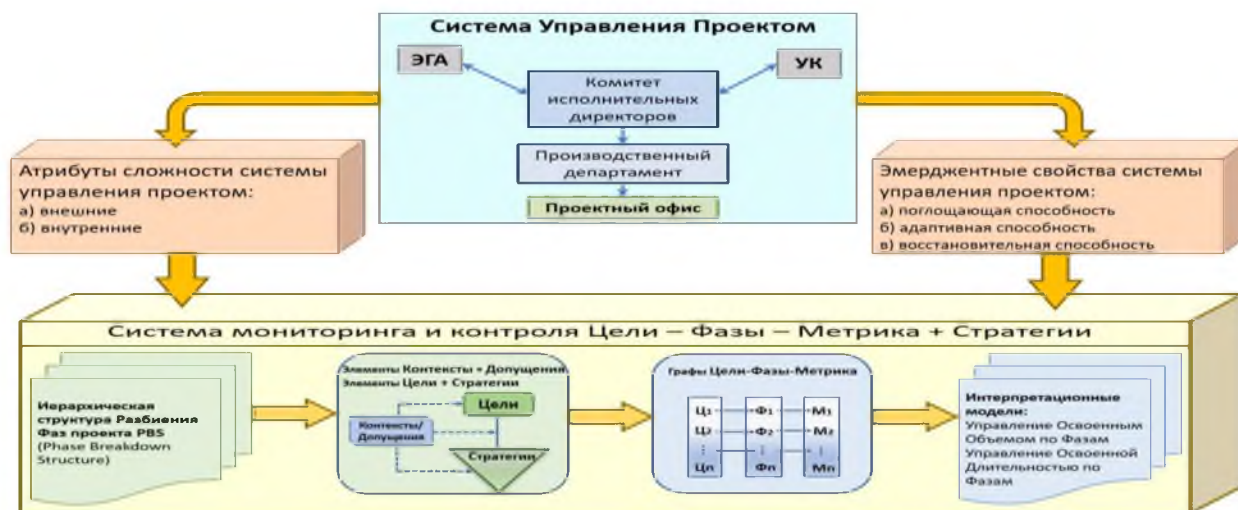 Система Управления Проектом
ЭГА
УК
Комитет
исполнительных
директоров
Производственный
департамент
Проектный офис
Атрибуты сложности системы
управления проектом:
а) внешние
б) внутренние
Эмерджентные свойства системы
управления проектом:
а) поглощающая способность
б) адаптивная способность
в) восстановительная способность
Система мониторинга и контроля Цели – Фазы – Метрика + Стратегии
Иерархическая
структура Разбиения
Фаз проекта PBS
(Phase Breakdown
Structure)
Элементы Контексты + Допущения
Элементы Цели + Стратегии
Цели
Контексты/
Допущения
Стратегии
Графы Цели-Фазы-Метрика
Ц1 Ф1 М1
Ц2 Ф2 М2
⋮ ⋮ ⋮
Цn Фn Мn
Интерпретационные
модели:
Управление Освоенным
Объемом по Фазам
Управление Освоенной
Длительностью по
Фазам